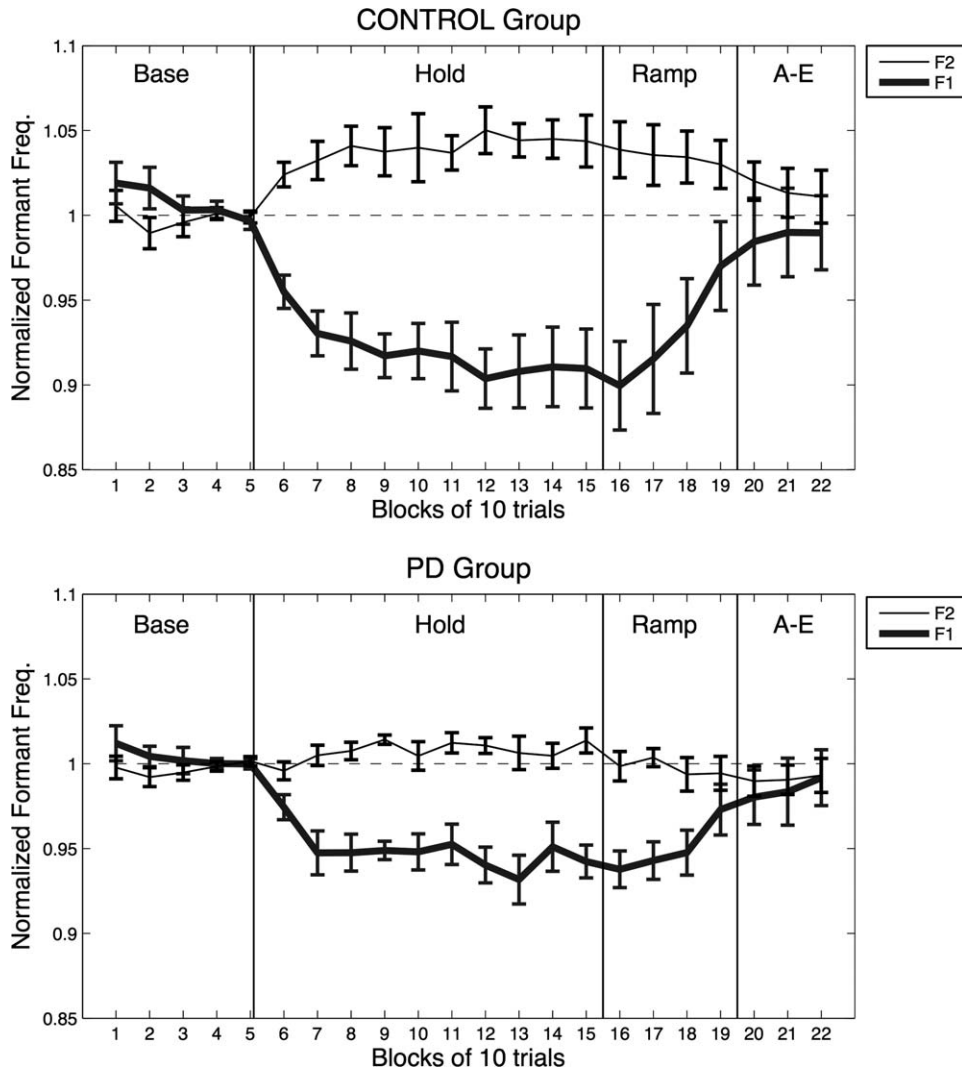 CONTROL Group
1.1
Base Hold Ramp A-E
F2
F1
1.05
1
0.95
0.9
0.85
Normalized Formant Freq.
1 2 3 4 5 6 7 8 9 10 11 12 13 14 15 16 17 18 19 20 21 22
Blocks of 10 trials
PD Group
1.1
Base Hold Ramp A-E
F2
F1
1.05
1
0.95
0.9
0.85
Normalized Formant Freq.
1 2 3 4 5 6 7 8 9 10 11 12 13 14 15 16 17 18 19 20 21 22
Blocks of 10 trials